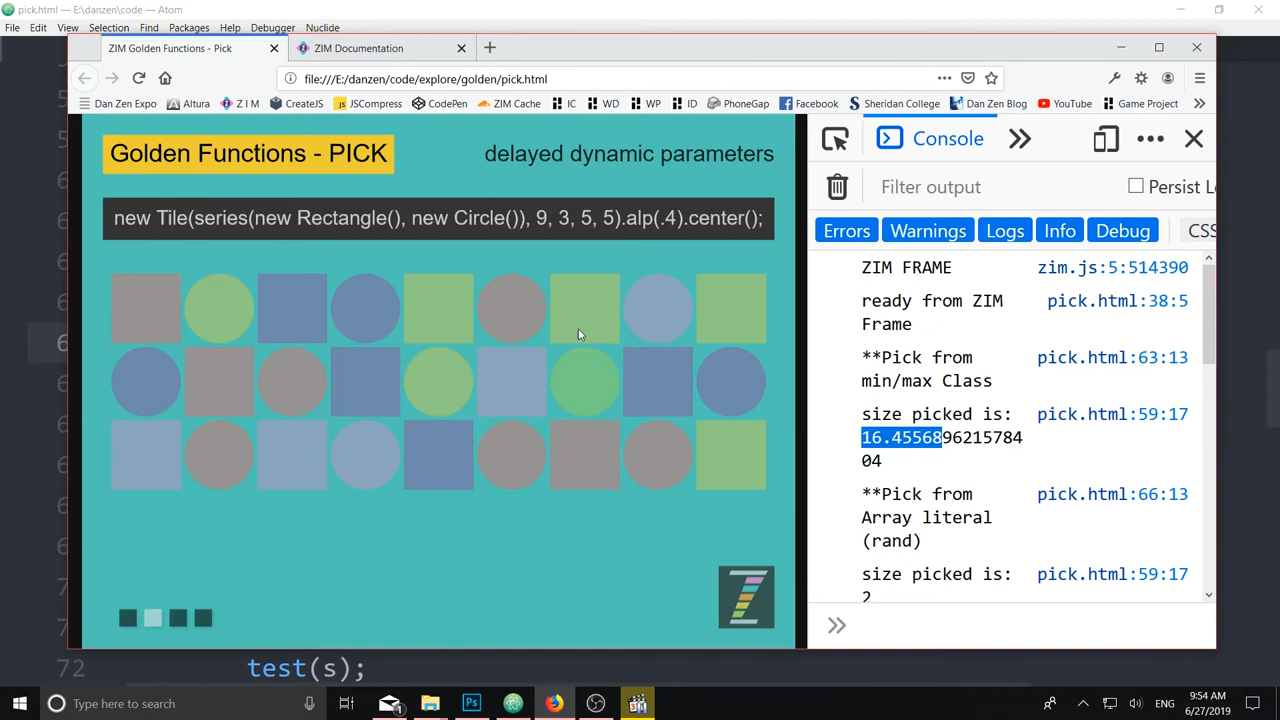 pick.html — E:\danzen — Atom
File Edit View Selection Find Packages Help Debugger Nuclide
ZIM Golden Functions - Pick
ZIM Documentation
file:///E:/danzen/code/explore/golden/pick.html
Dan Zen Expo Altura Z I M CreateJS JSCompress CodePen ZIM Cache IC WD WP ID PhoneGap Facebook Sheridan College Dan Zen Blog YouTube Game Project
Golden Functions - PICK
delayed dynamic parameters
new Tile(series(new Rectangle(), new Circle()), 9, 3, 5, 5).alp(.4).center();
Console
Filter output
Persist Lo
Errors Warnings Logs Info Debug CSS
ZIM FRAME zim.js:5:514390
ready from ZIM pick.html:38:5
Frame
**Pick from pick.html:63:13
min/max Class
size picked is: pick.html:59:17
16.4556896215784
04
**Pick from pick.html:66:13
Array literal
(rand)
size picked is: pick.html:59:17
2
72 test(s);
Type here to search
1
ENG
9:54 AM
6/27/2019